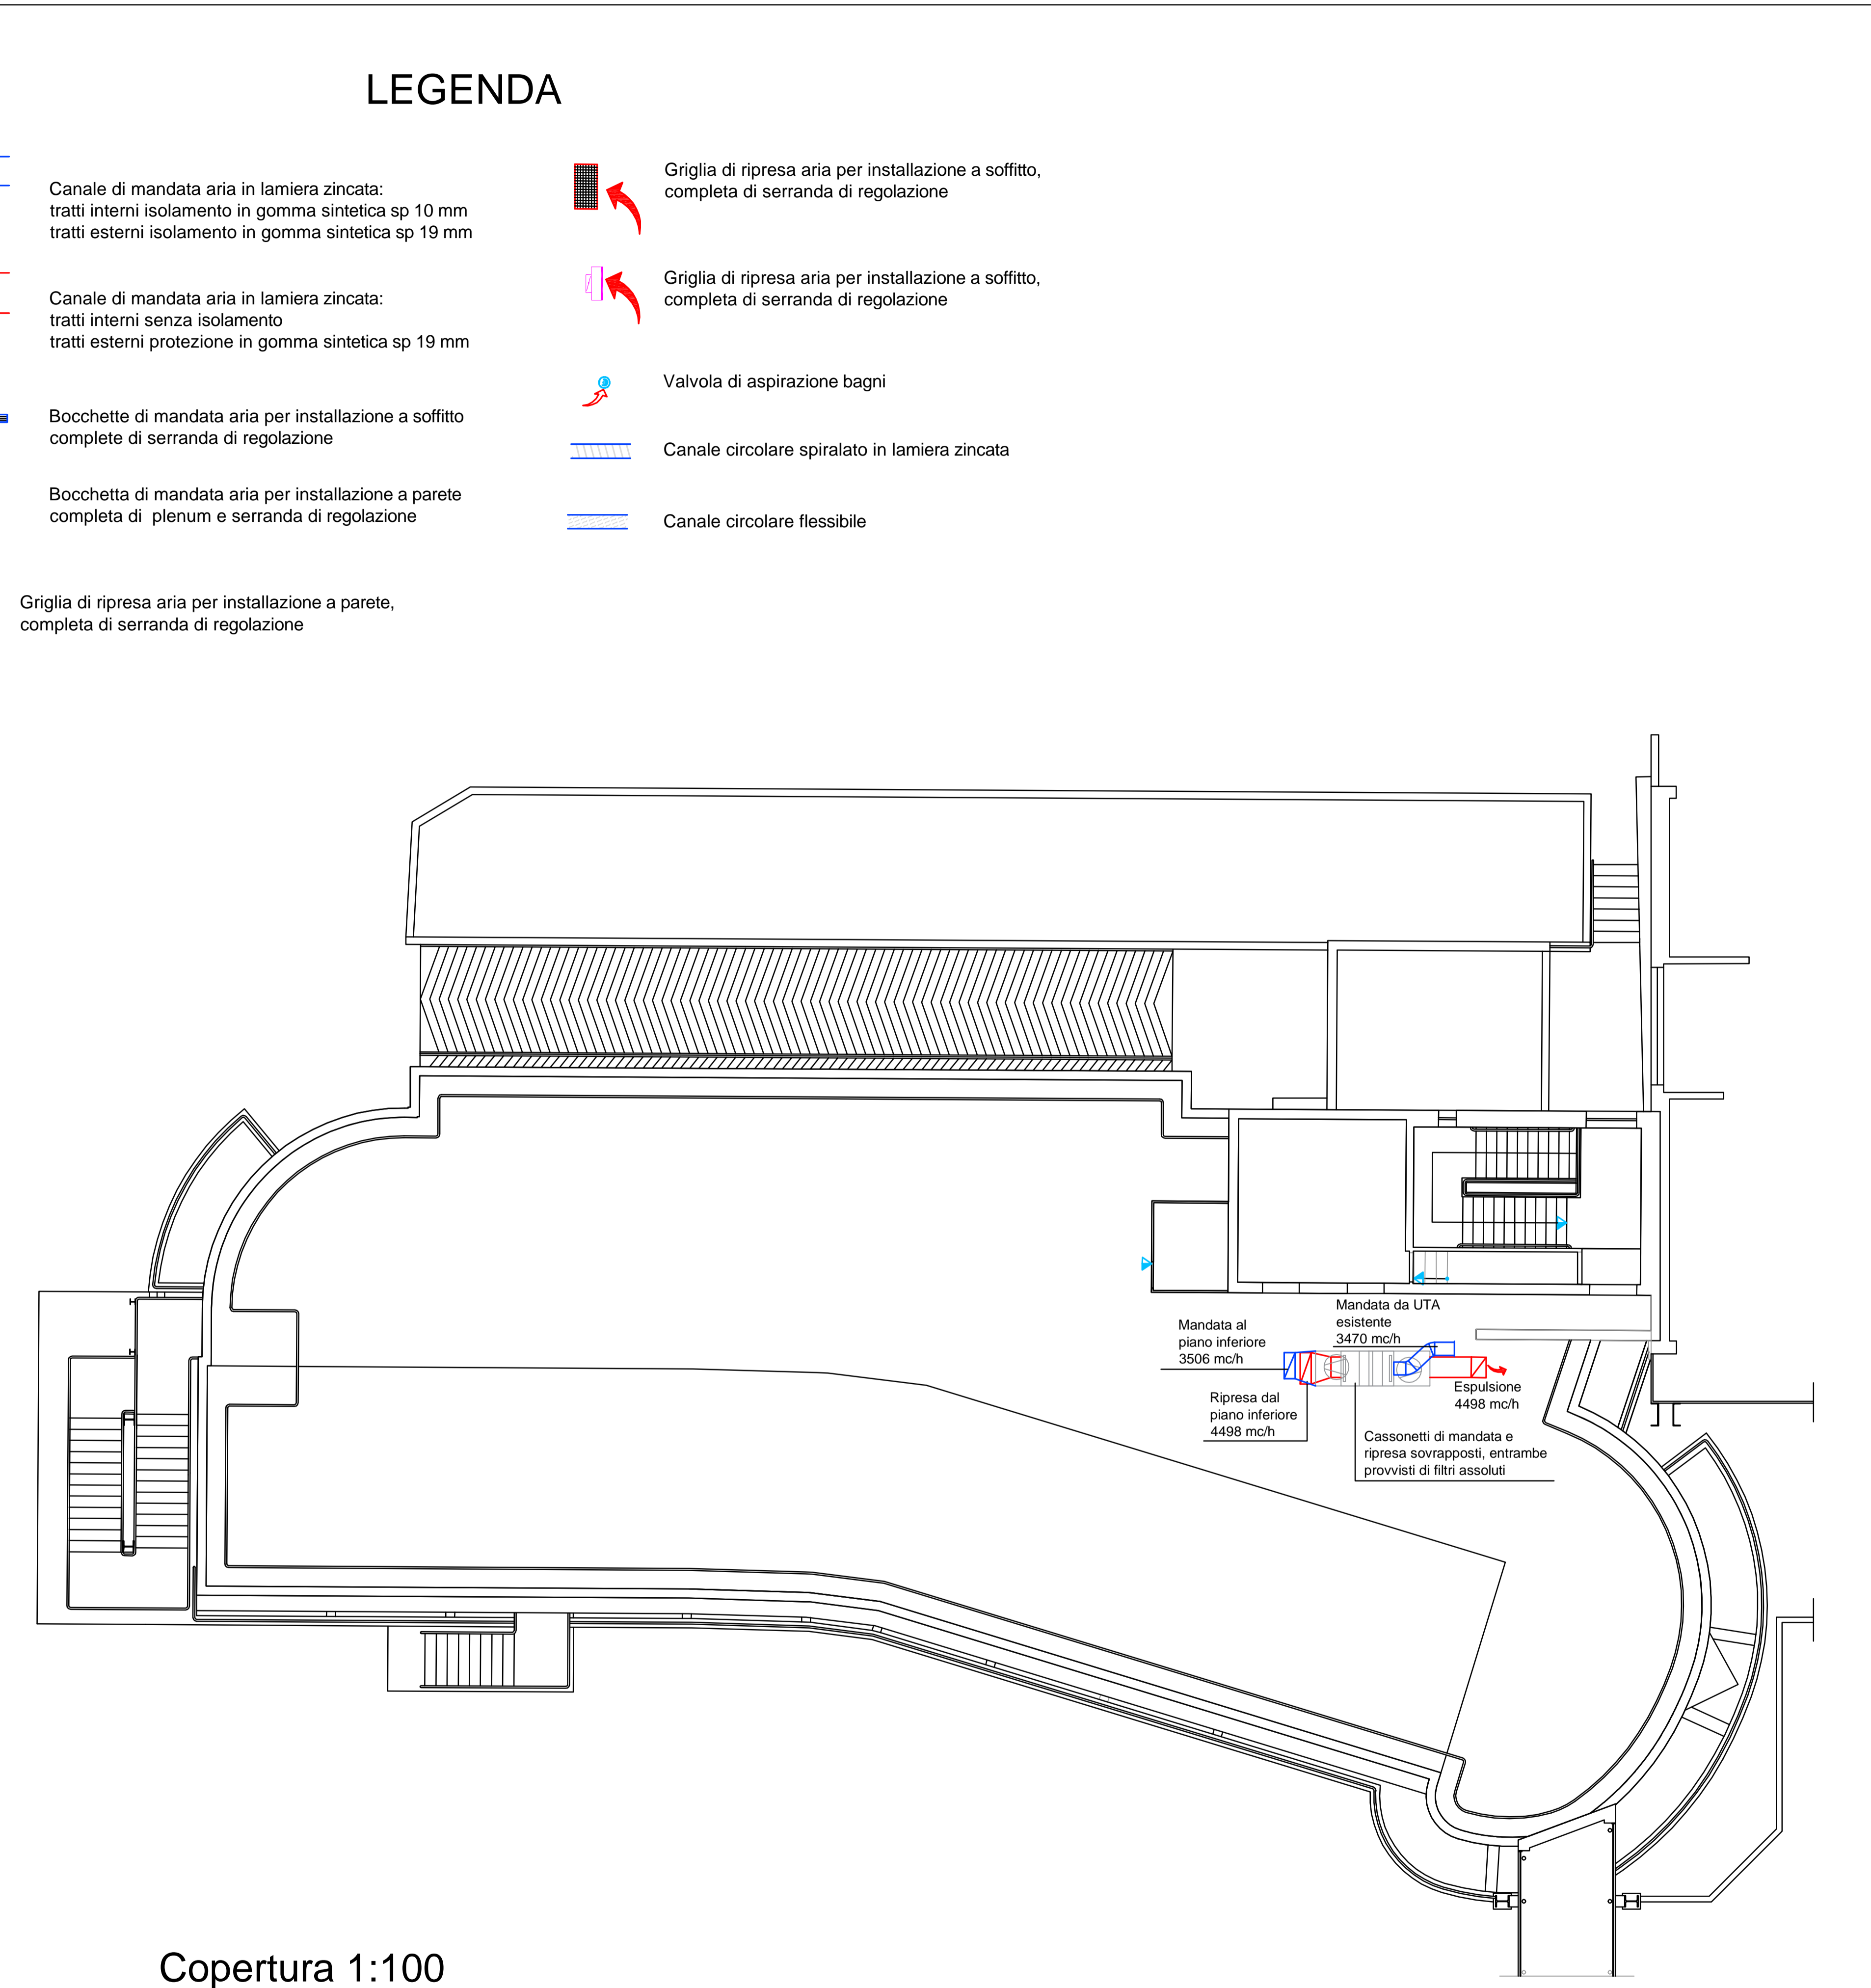 LEGENDA
Canale di mandata aria in lamiera zincata:
tratti interni isolamento in gomma sintetica sp 10 mm
tratti esterni isolamento in gomma sintetica sp 19 mm
Canale di mandata aria in lamiera zincata:
tratti interni senza isolamento
tratti esterni protezione in gomma sintetica sp 19 mm
Bocchette di mandata aria per installazione a soffitto
complete di serranda di regolazione
Bocchetta di mandata aria per installazione a parete
completa di plenum e serranda di regolazione
Griglia di ripresa aria per installazione a parete,
completa di serranda di regolazione
Griglia di ripresa aria per installazione a soffitto,
completa di serranda di regolazione
Griglia di ripresa aria per installazione a soffitto,
completa di serranda di regolazione
Valvola di aspirazione bagni
Canale circolare spiralato in lamiera zincata
Canale circolare flessibile
Mandata da UTA
esistente
3470 mc/h
Mandata al
piano inferiore
3506 mc/h
Espulsione
4498 mc/h
Ripresa dal
piano inferiore
4498 mc/h
Cassonetti di mandata e
ripresa sovrapposti, entrambe
provvisti di filtri assoluti
Copertura 1:100